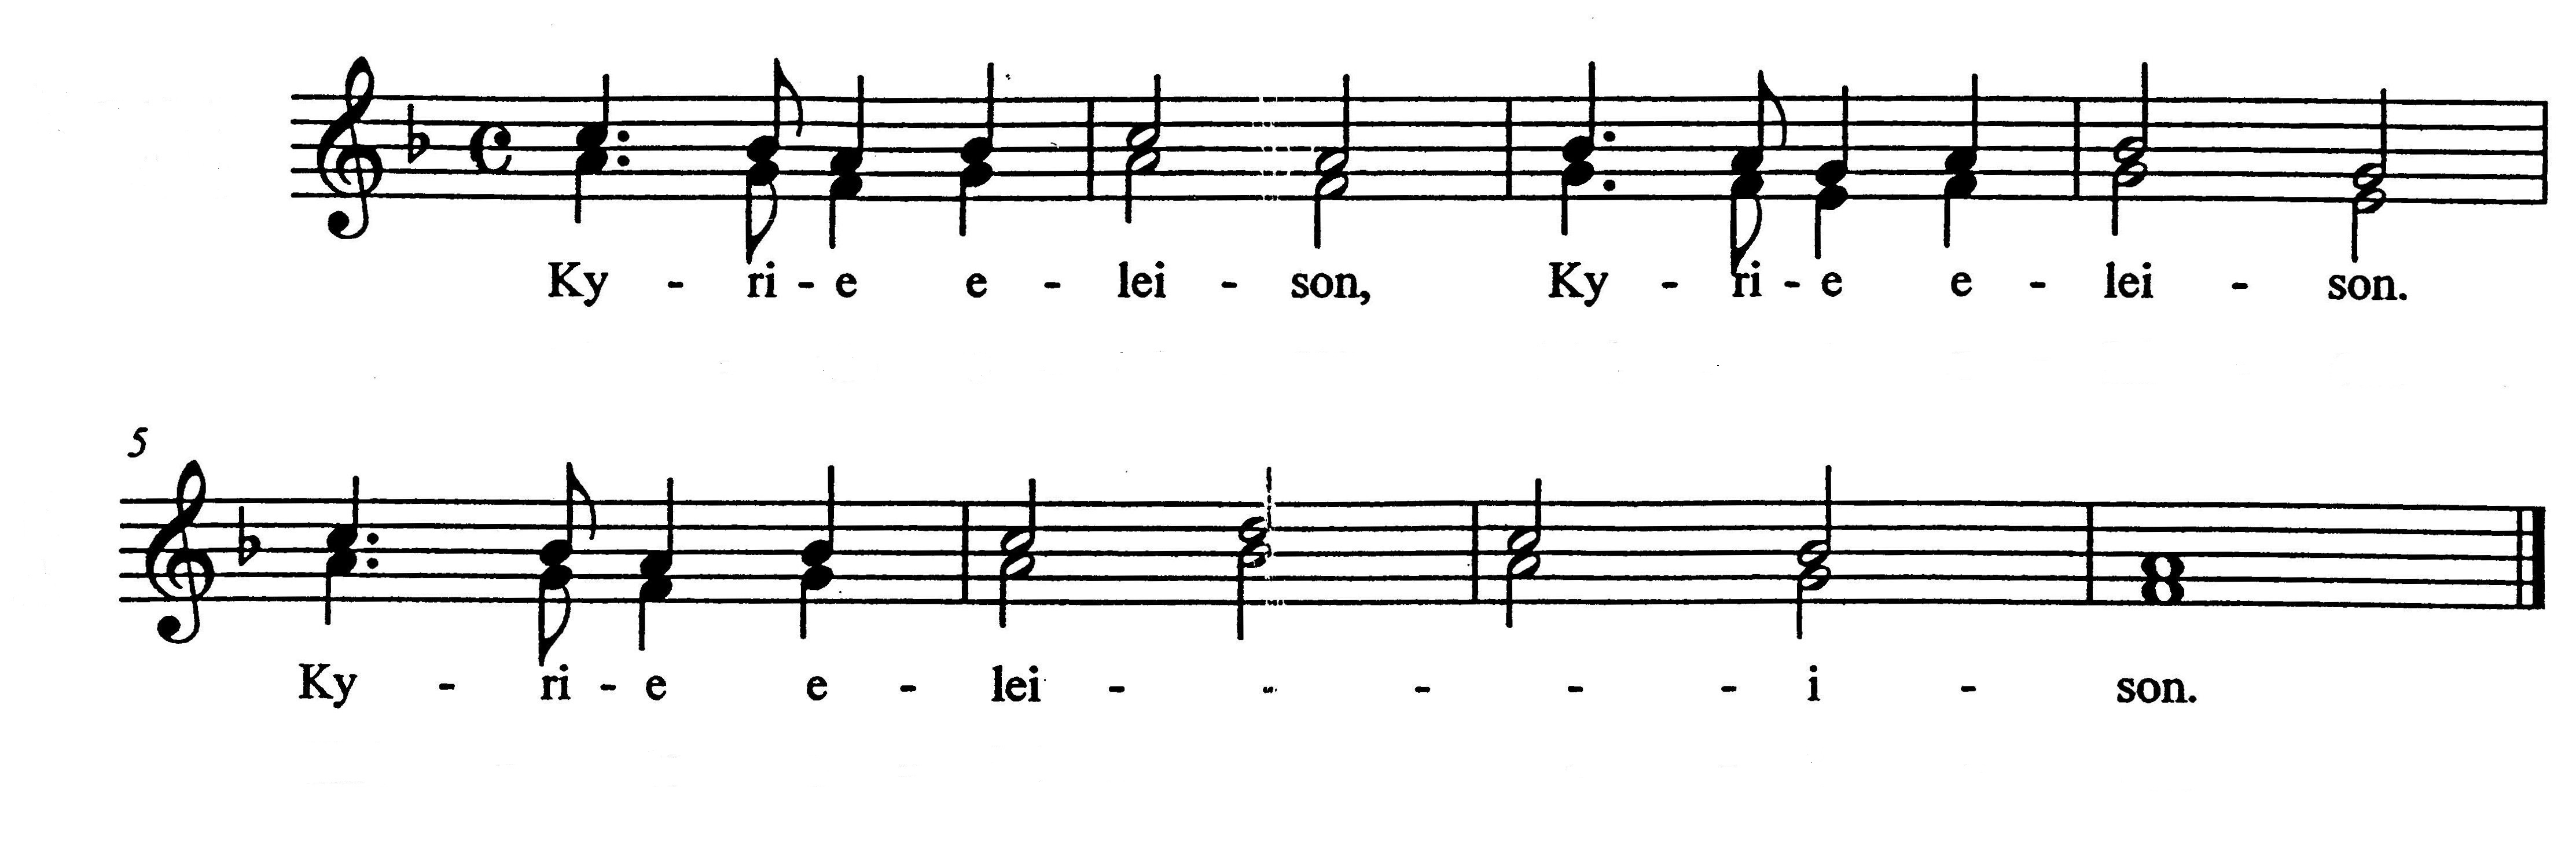 Ky - ri - e e - lei - son, Ky - ri - e e - lei - son.
5
Ky - ri - e e - lei - - - - - i - son.